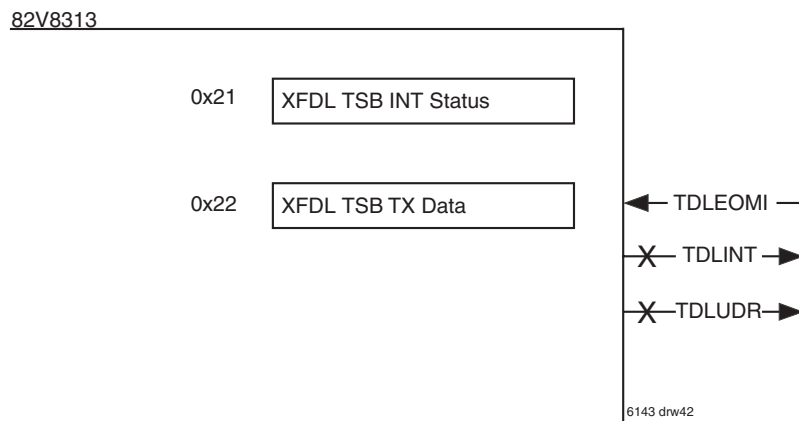 82V8313
0x21 XFDL TSB INT Status
0x22 XFDL TSB TX Data
TDLEOMI
X TDLINT
X TDLUDR
6143 drw42